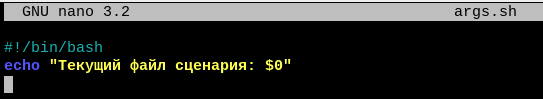 GNU nano 3.2 args.sh
#!/bin/bash
echo "Текущий файл сценария: $0"